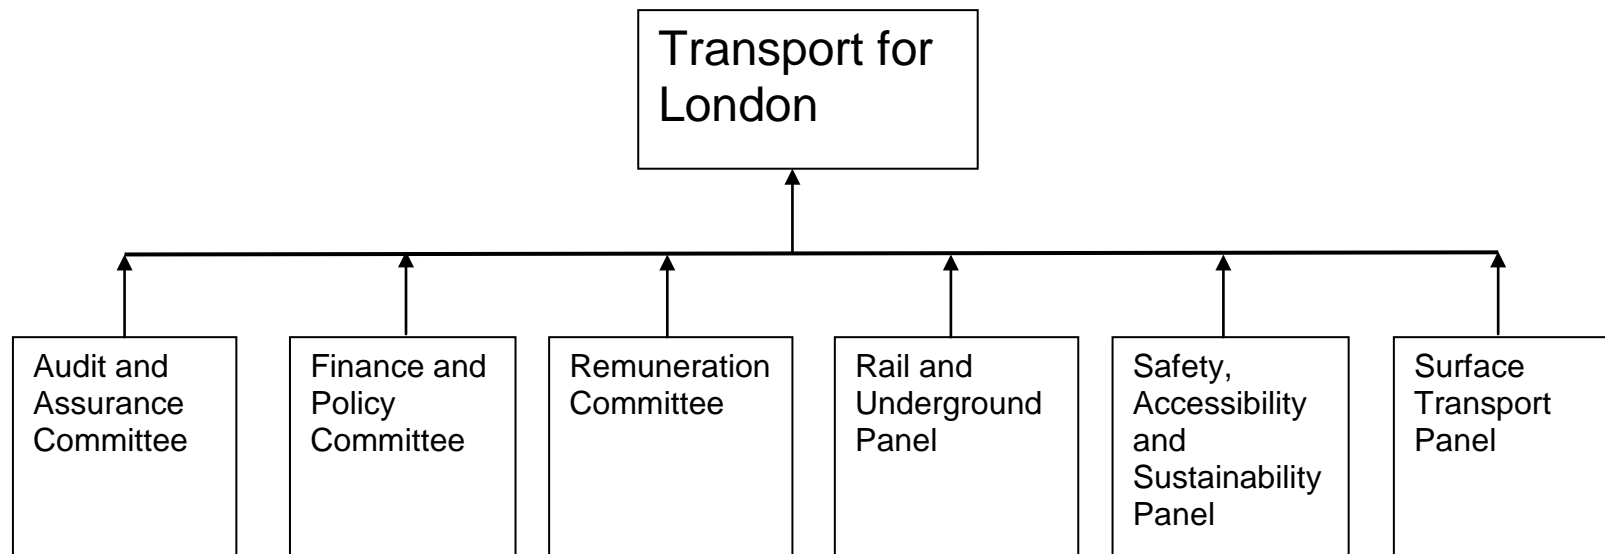 Transport for
London
Audit and
Assurance
Committee
Finance and
Policy
Committee
Remuneration
Committee
Rail and
Underground
Panel
Safety,
Accessibility
and
Sustainability
Panel
Surface
Transport
Panel